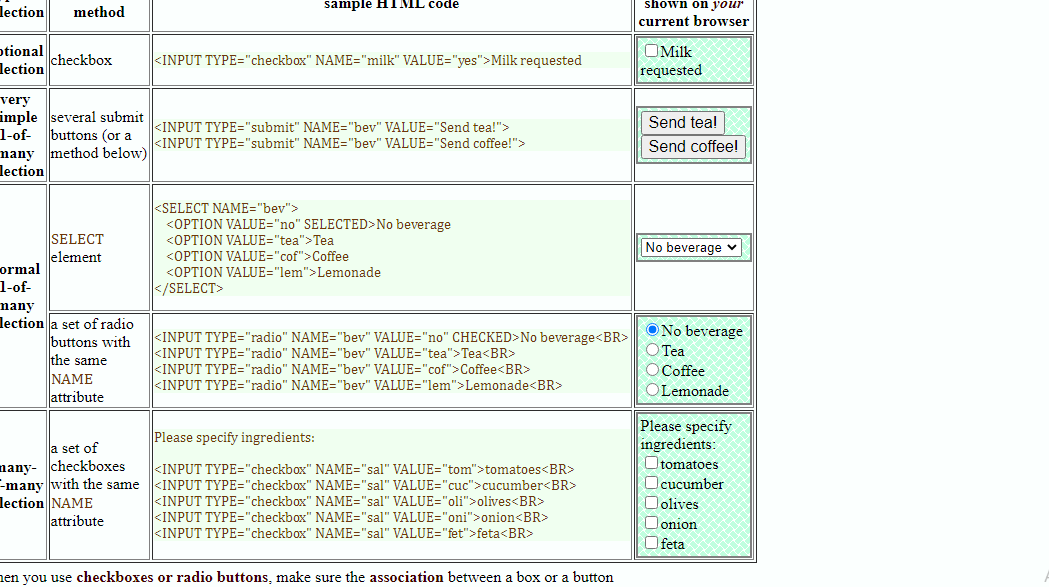 lection
method
sample HTML code
shown on your
current browser
tional
lection
checkbox
<INPUT TYPE="checkbox" NAME="milk" VALUE="yes">Milk requested
Milk
requested
very
imple
1-of-
many
lection
several submit
buttons (or a
method below)
<INPUT TYPE="submit" NAME="bev" VALUE="Send tea!">
<INPUT TYPE="submit" NAME="bev" VALUE="Send coffee!">
Send tea!
Send coffee!
ormal
1-of-
many
lection
SELECT
element
<SELECT NAME="bev">
<OPTION VALUE="no" SELECTED>No beverage
<OPTION VALUE="tea">Tea
<OPTION VALUE="cof">Coffee
<OPTION VALUE="lem">Lemonade
</SELECT>
No beverage
a set of radio
buttons with
the same
NAME
attribute
<INPUT TYPE="radio" NAME="bev" VALUE="no" CHECKED>No beverage<BR>
<INPUT TYPE="radio" NAME="bev" VALUE="tea">Tea<BR>
<INPUT TYPE="radio" NAME="bev" VALUE="cof">Coffee<BR>
<INPUT TYPE="radio" NAME="bev" VALUE="lem">Lemonade<BR>
No beverage
Tea
Coffee
Lemonade
many-
f-many
lection
a set of
checkboxes
with the same
NAME
attribute
Please specify ingredients:
<INPUT TYPE="checkbox" NAME="sal" VALUE="tom">tomatoes<BR>
<INPUT TYPE="checkbox" NAME="sal" VALUE="cuc">cucumber<BR>
<INPUT TYPE="checkbox" NAME="sal" VALUE="oli">olives<BR>
<INPUT TYPE="checkbox" NAME="sal" VALUE="oni">onion<BR>
<INPUT TYPE="checkbox" NAME="sal" VALUE="fet">feta<BR>
Please specify
ingredients:
tomatoes
cucumber
olives
onion
feta
hen you use checkboxes or radio buttons, make sure the association between a box or a button